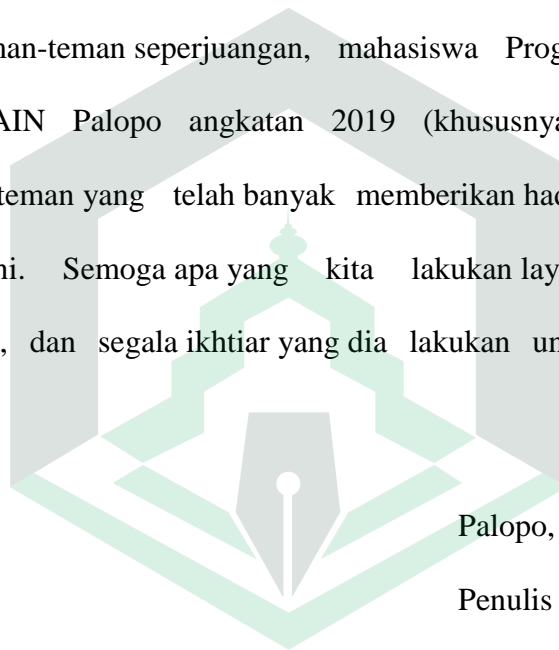 man-teman seperjuangan, mahasiswa Prog
AIN Palopo angkatan 2019 (khususnya
teman yang telah banyak memberikan had
ni. Semoga apa yang kita lakukan lay
, dan segala ikhtiar yang dia lakukan un
Palopo,
Penulis